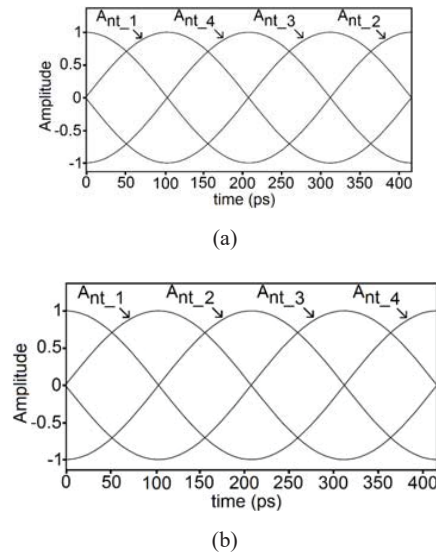 Ant_1 Ant_4 Ant_3 Ant_2
1
0.5
0
-0.5
-1
Amplitude
0 50 100 150 200 250 300 350 400
time (ps)
(a)
Ant_1 Ant_2 Ant_3 Ant_4
1
0.5
0
-0.5
-1
Amplitude
0 50 100 150 200 250 300 350 400
time (ps)
(b)